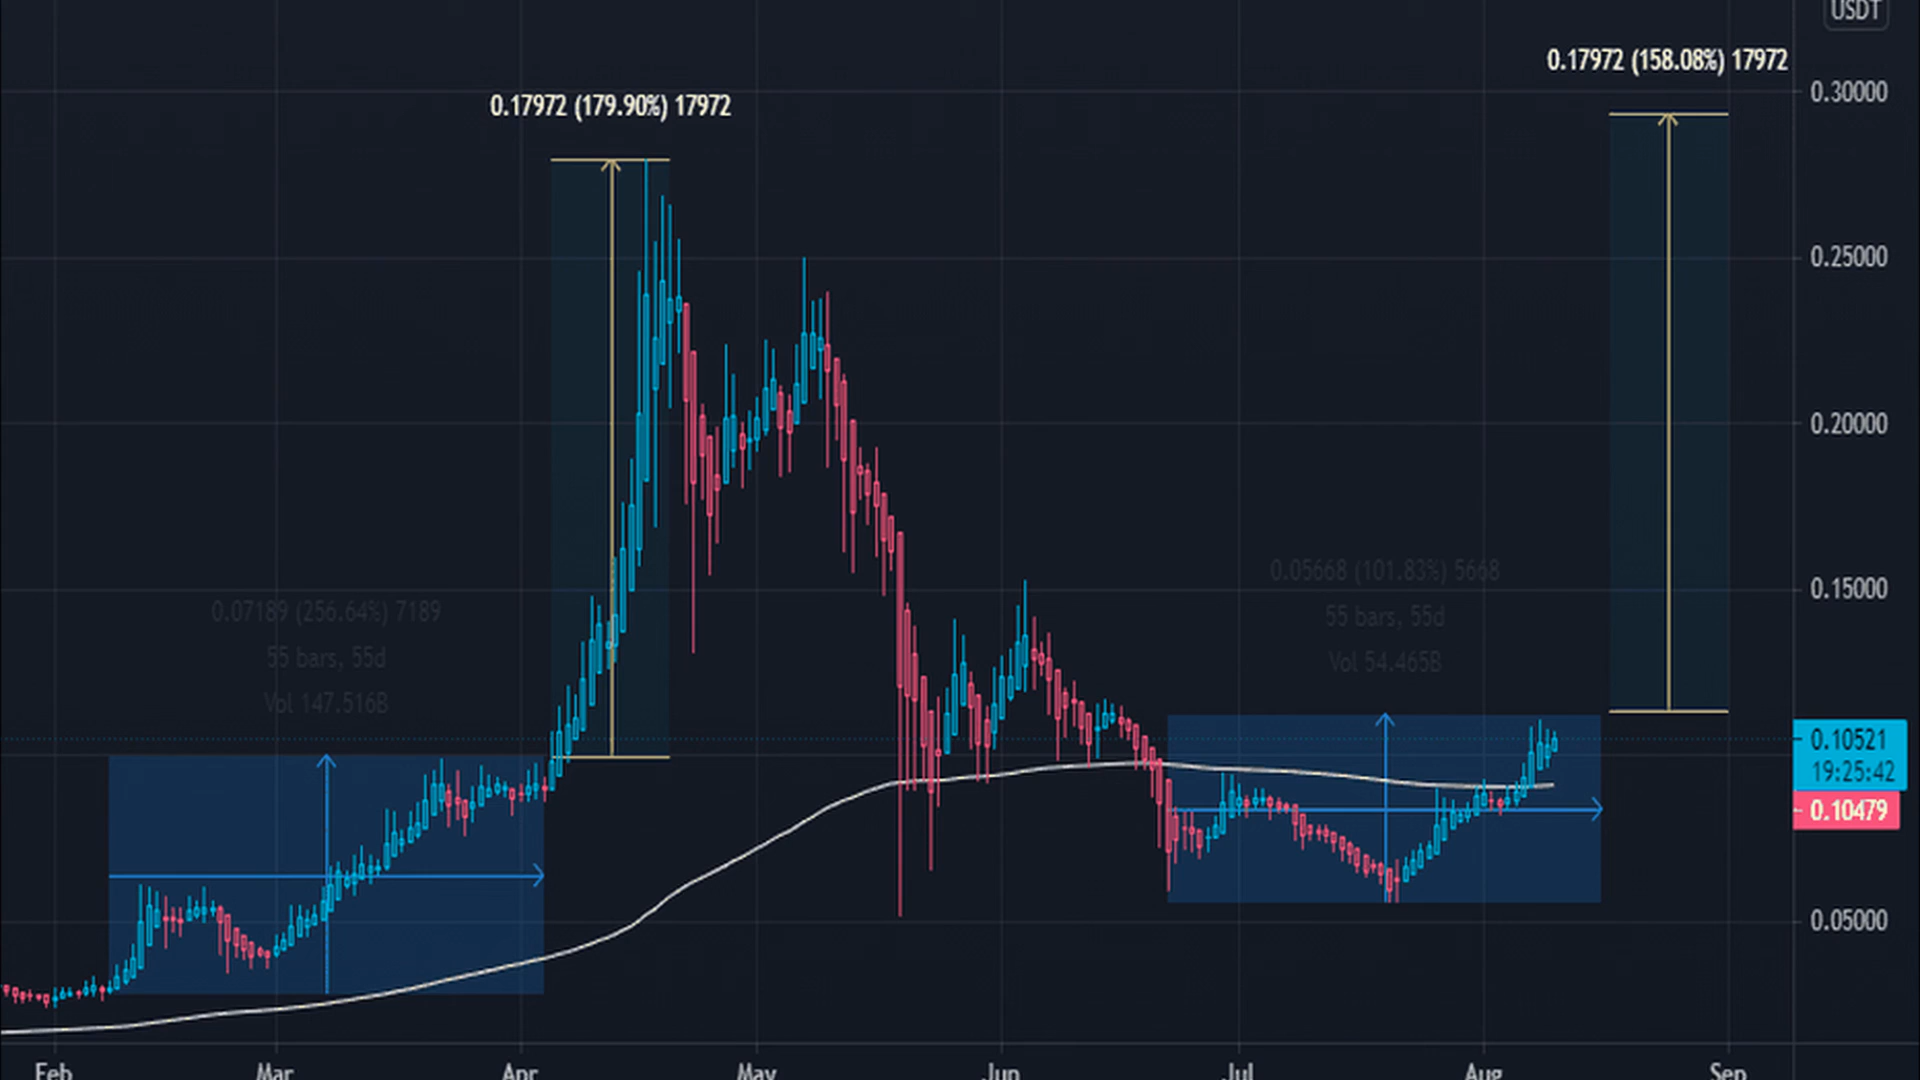 USDT
0.17972 (158.08%) 17972
0.30000
0.17972 (179.90%) 17972
0.25000
0.20000
0.15000
0.05668 (101.83%) 5668
55 bars, 55d
Vol 54.465B
0.07189 (256.64%) 7189
55 bars, 55d
Vol 147.516B
0.10521
19:25:42
0.10479
0.05000
Feb Mar Apr May Jun Jul Aug Sep